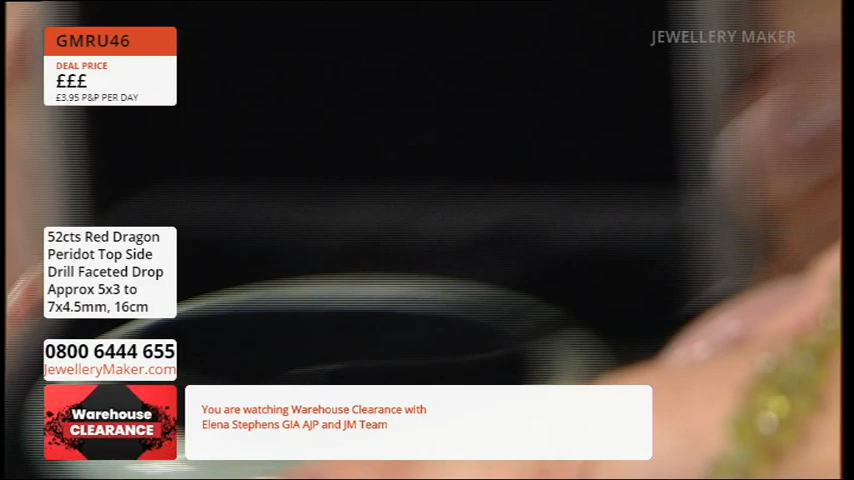 GMRU46
DEAL PRICE
£££
£3.95 P&P PER DAY
JEWELLERY MAKER
52cts Red Dragon
Peridot Top Side
Drill Faceted Drop
Approx 5x3 to
7x4.5mm, 16cm
0800 6444 655
JewelleryMaker.com
Warehouse
CLEARANCE
You are watching Warehouse Clearance with
Elena Stephens GIA AJP and JM Team